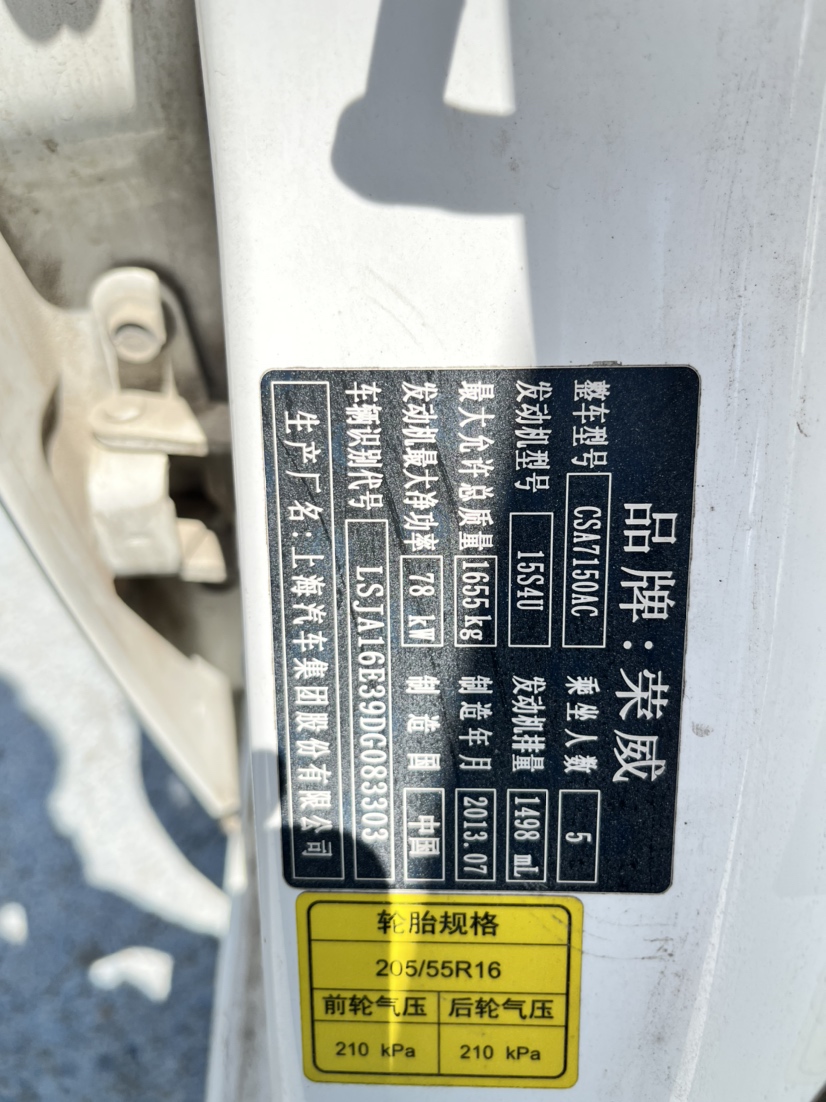 品牌:荣威
整车型号 CSA7150AC 乘坐人数 5
发动机型号 15S4U 发动机排量 1498 mL
最大允许总质量 1655kg 制造年月 2013.07
发动机最大净功率 78 kW 制造国 中国
车辆识别代号 LSJA16E39DG083303
生产厂名:上海汽车集团股份有限公司
轮胎规格
205/55R16
前轮气压 后轮气压
210 kPa 210 kPa